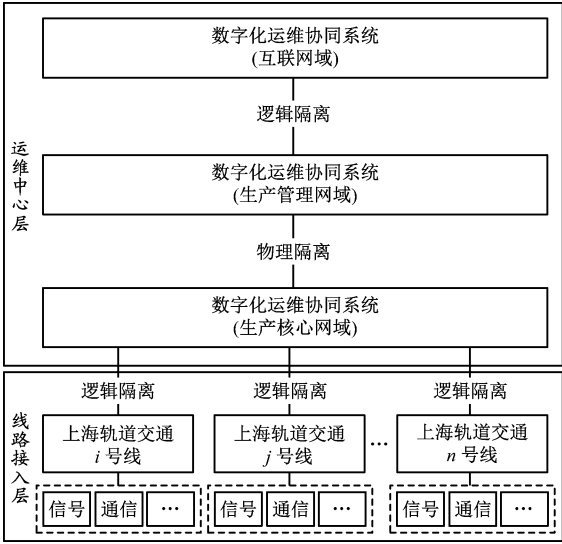 数字化运维协同系统
(互联网域)
逻辑隔离
运维中心层
数字化运维协同系统
(生产管理网域)
物理隔离
数字化运维协同系统
(生产核心网域)
逻辑隔离 逻辑隔离 逻辑隔离
线路接入层
上海轨道交通
i 号线
上海轨道交通
j 号线
…
上海轨道交通
n 号线
信号 通信 … 信号 通信 … 信号 通信 …